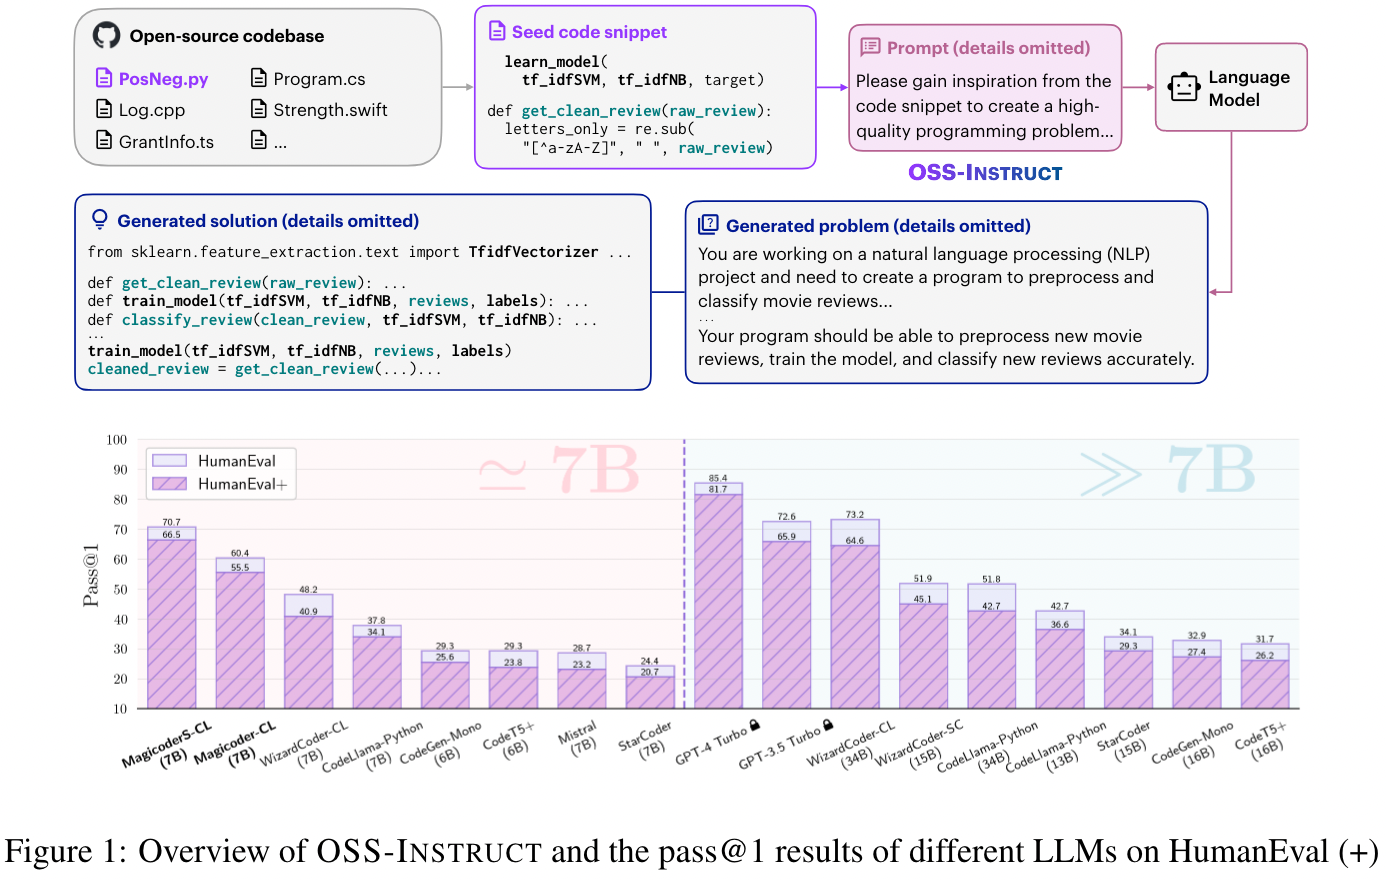 Open-source codebase
PosNeg.py
Program.cs
Log.cpp
Strength.swift
GrantInfo.ts
...
Seed code snippet
learn_model(
tf_idfSVM, tf_idfNB, target)
def get_clean_review(raw_review):
letters_only = re.sub(
"[^a-zA-Z]", " ", raw_review)
Prompt (details omitted)
Please gain inspiration from the
code snippet to create a high-
quality programming problem...
Language
Model
OSS-INSTRUCT
Generated solution (details omitted)
from sklearn.feature_extraction.text import TfidfVectorizer ...
def get_clean_review(raw_review): ...
def train_model(tf_idfSVM, tf_idfNB, reviews, labels): ...
def classify_review(clean_review, tf_idfSVM, tf_idfNB): ...
...
train_model(tf_idfSVM, tf_idfNB, reviews, labels)
cleaned_review = get_clean_review(...)...
Generated problem (details omitted)
You are working on a natural language processing (NLP)
project and need to create a program to preprocess and
classify movie reviews...
...
Your program should be able to preprocess new movie
reviews, train the model, and classify new reviews accurately.
Pass@1
100
90
80
70
60
50
40
30
20
10
HumanEval
HumanEval+
≃ 7B
≫ 7B
70.7
66.5
60.4
55.5
48.2
40.9
37.8
34.1
29.3
25.6
29.3
23.8
28.7
23.2
24.4
20.7
85.4
81.7
72.6
65.9
73.2
64.6
51.9
45.1
51.8
42.7
42.7
36.6
34.1
29.3
32.9
27.4
31.7
26.2
MagicoderS-CL
(7B)
Magicoder-CL
(7B)
WizardCoder-CL
(7B)
CodeLlama-Python
(7B)
CodeGen-Mono
(6B)
CodeT5+
(6B)
Mistral
(7B)
StarCoder
(7B)
GPT-4 Turbo
GPT-3.5 Turbo
WizardCoder-CL
(34B)
WizardCoder-SC
(15B)
CodeLlama-Python
(34B)
CodeLlama-Python
(13B)
StarCoder
(15B)
CodeGen-Mono
(16B)
CodeT5+
(16B)
Figure 1: Overview of OSS-INSTRUCT and the pass@1 results of different LLMs on HumanEval (+)